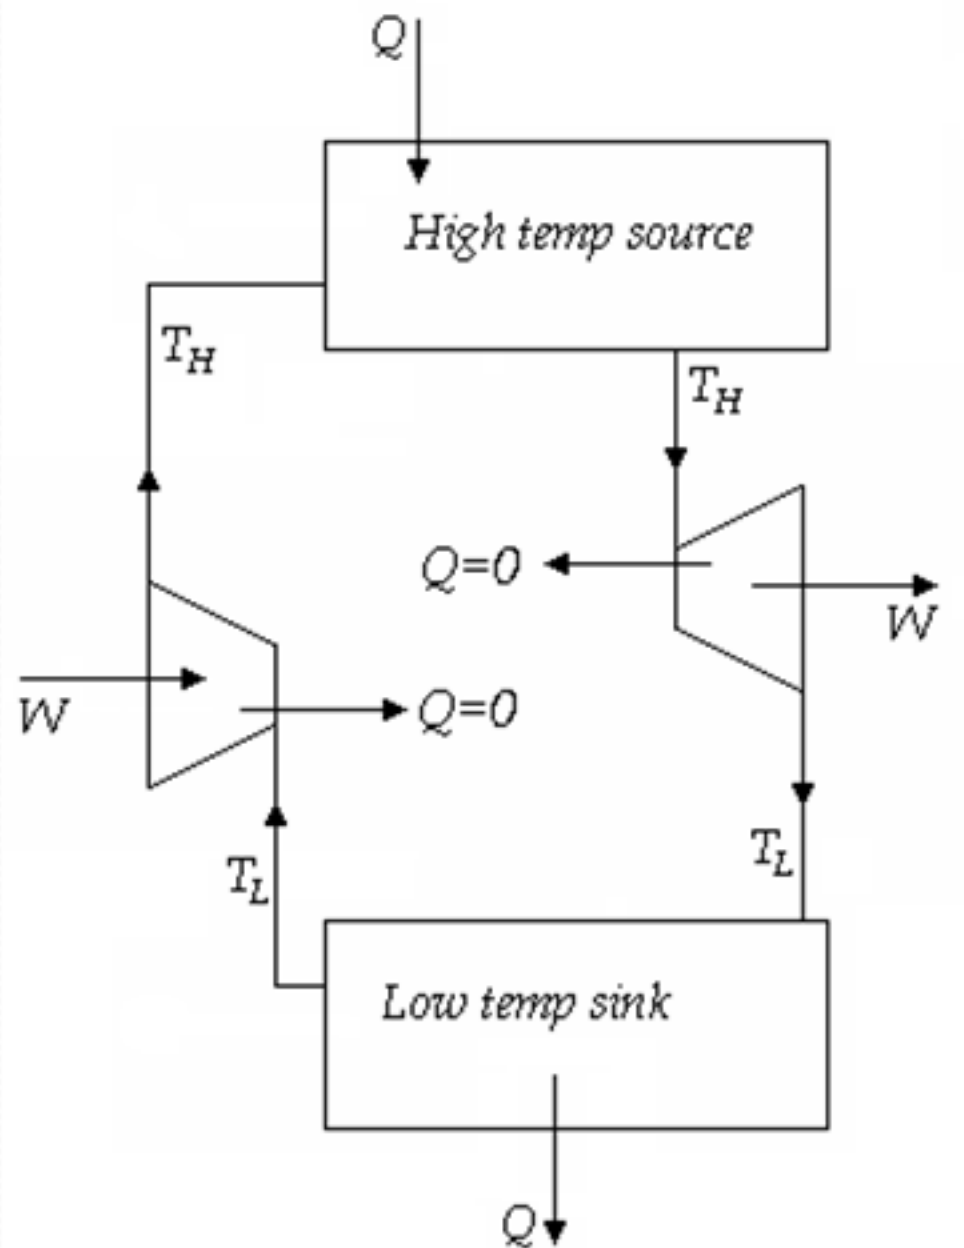 Q
High temp source
T_H
T_H
Q=0
W
W
Q=0
T_L
T_L
Low temp sink
Q